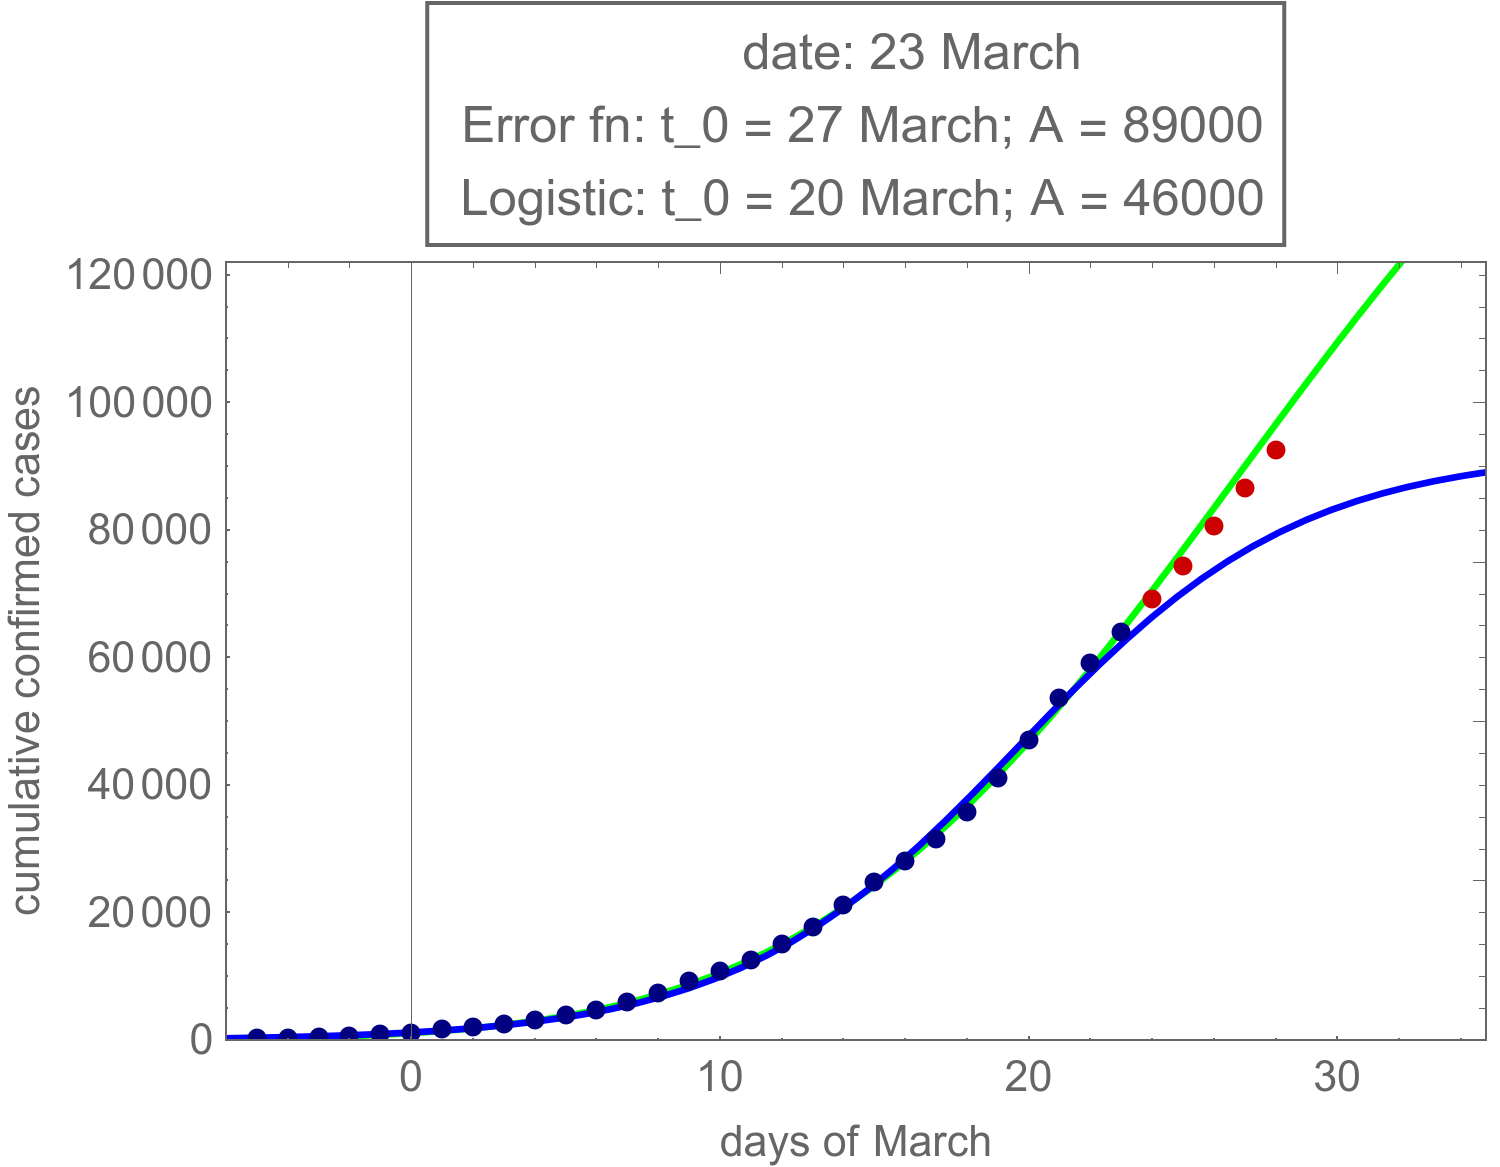 date: 23 March
Error fn: t_0 = 27 March; A = 89000
Logistic: t_0 = 20 March; A = 46000
120 000
100 000
80 000
60 000
40 000
20 000
0
cumulative confirmed cases
0 10 20 30
days of March